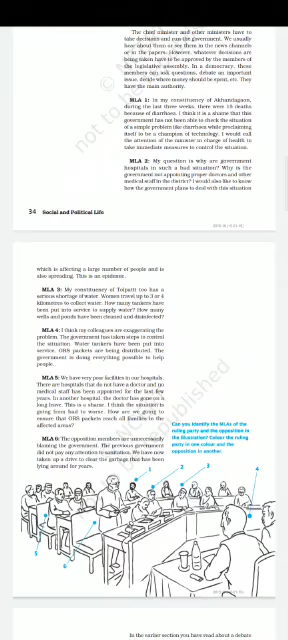 The chief minister and other ministers have to
take decisions and run the government. We usually
hear about them or see them in the news channels
or in the papers. However, whatever decisions are
being taken have to be approved by the members of
the legislative assembly. In a democracy, these
members can ask questions, debate an important
issue, decide where money should be spent, etc. They
have the main authority.
MLA 1: In my constituency of Akhandagaon,
during the last three weeks, there were 15 deaths
because of diarrhoea. I think it is a shame that this
government has not been able to check the situation
of a simple problem like diarrhoea while proclaiming
itself to be a champion of technology. I would call
the attention of the minister in charge of health to
take immediate measures to control the situation.
MLA 2: My question is why are government
hospitals in such a bad situation? Why is the
government not appointing proper doctors and other
medical staff in the district? I would also like to know
how the government plans to deal with this situation
34 Social and Political Life
which is affecting a large number of people and is
also spreading. This is an epidemic.
MLA 3: My constituency of Tolpatti too has a
serious shortage of water. Women travel up to 3 or 4
kilometres to collect water. How many tankers have
been put into service to supply water? How many
wells and ponds have been cleaned and disinfected?
MLA 4: I think my colleagues are exaggerating the
problem. The government has taken steps to control
the situation. Water tankers have been put into
service. ORS packets are being distributed. The
government is doing everything possible to help
people.
MLA 5: We have very poor facilities in our hospitals.
There are hospitals that do not have a doctor and no
medical staff has been appointed for the last few
years. In another hospital, the doctor has gone on a
long leave. This is a shame. I think the situation is
going from bad to worse. How are we going to
ensure that ORS packets reach all families in the
affected areas?
MLA 6: The opposition members are unnecessarily
blaming the government. The previous government
did not pay any attention to sanitation. We have now
taken up a drive to clear the garbage that has been
lying around for years.
Can you identify the MLAs of the
ruling party and the opposition in
the illustration? Colour the ruling
party in one colour and the
opposition in another.
1
2
3
4
5
6
In the earlier section you have read about a debate